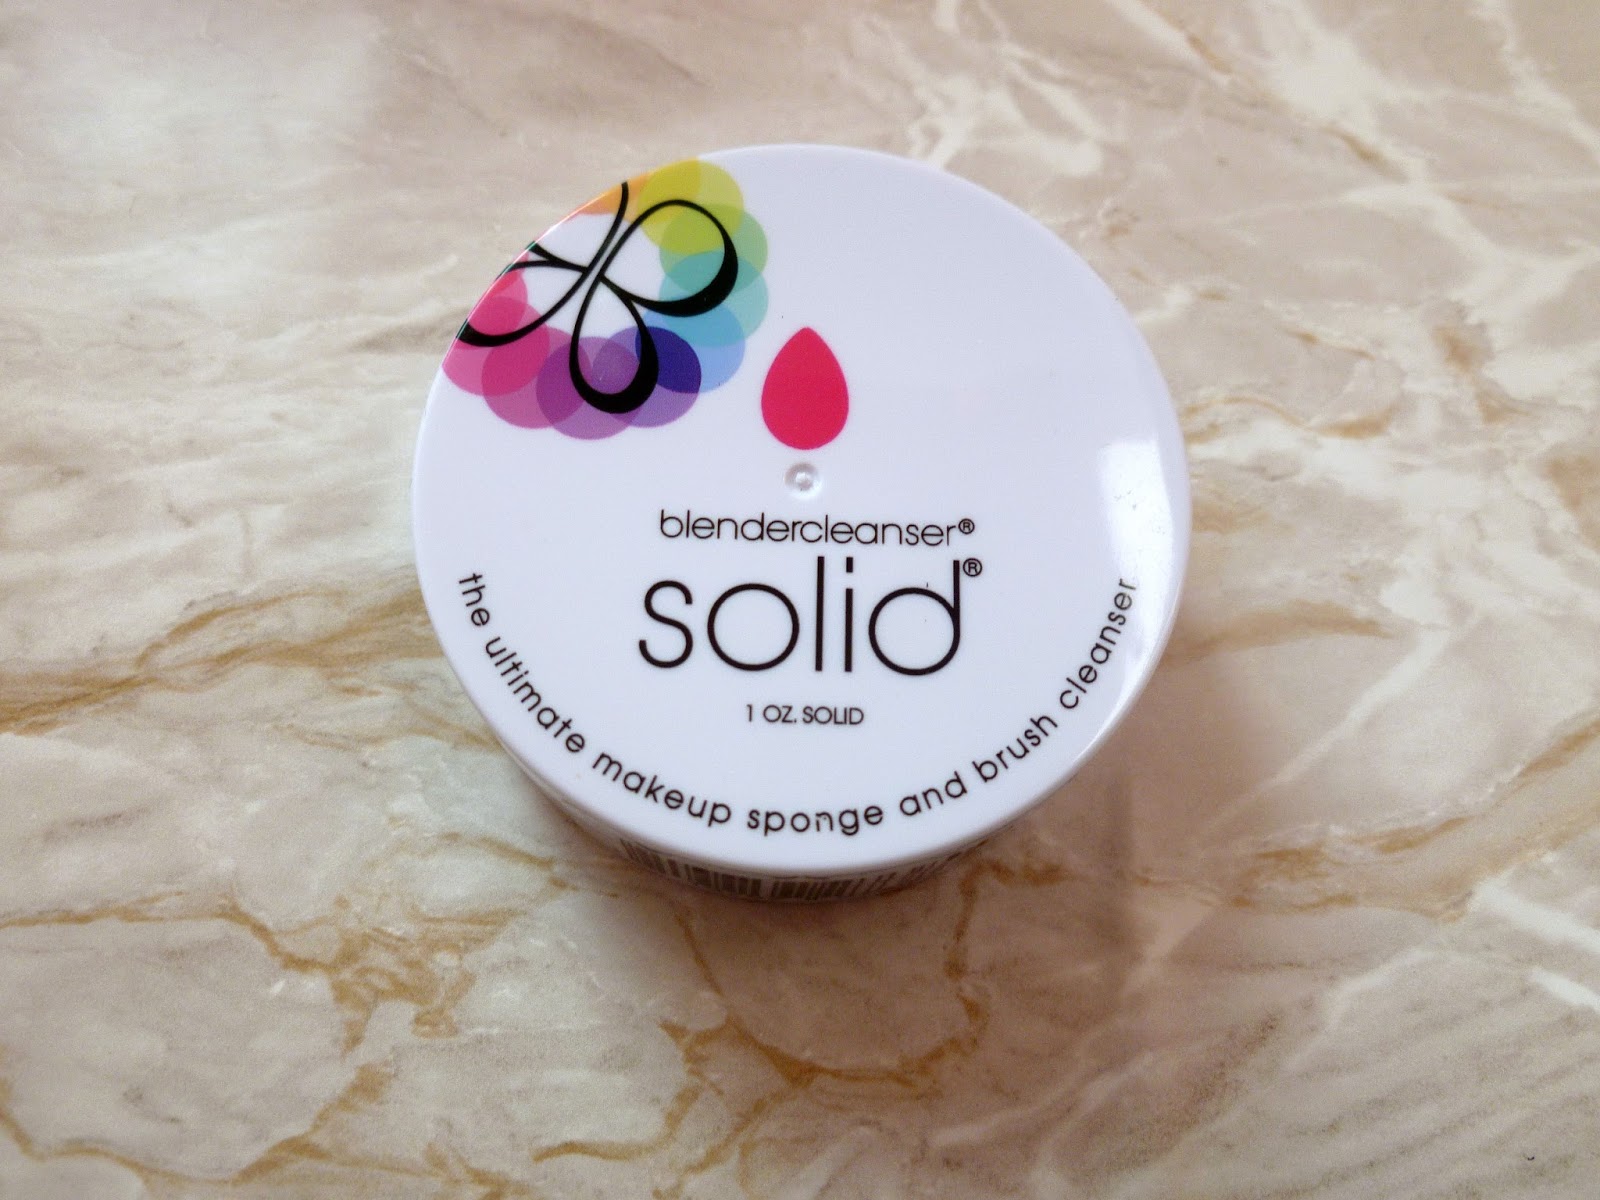 blendercleanser®
solid®
1 OZ. SOLID
the ultimate makeup sponge and brush cleanser